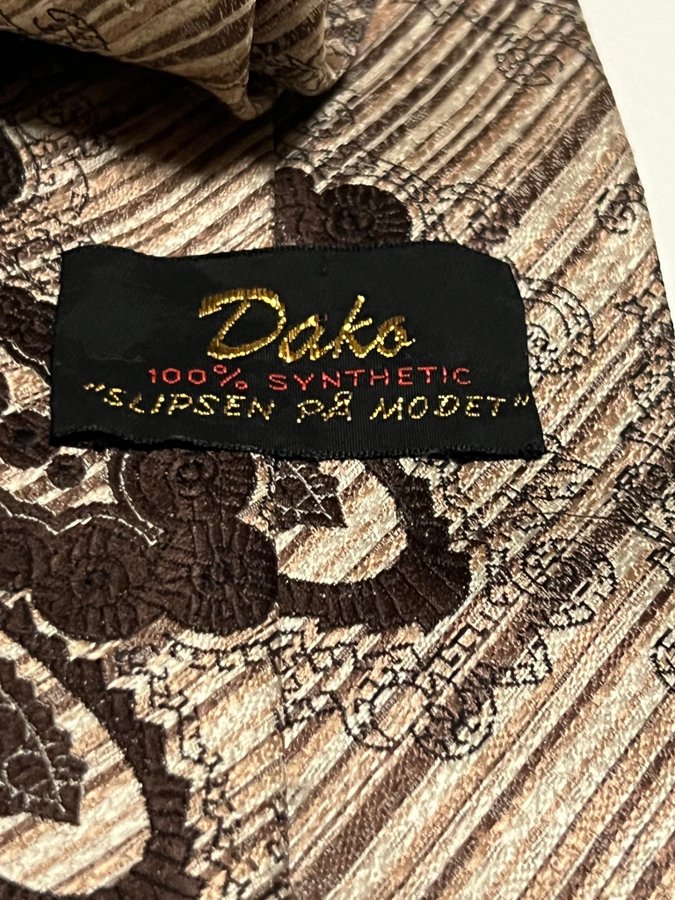 Dako
100% SYNTHETIC
"SLIPSEN PÅ MODET"